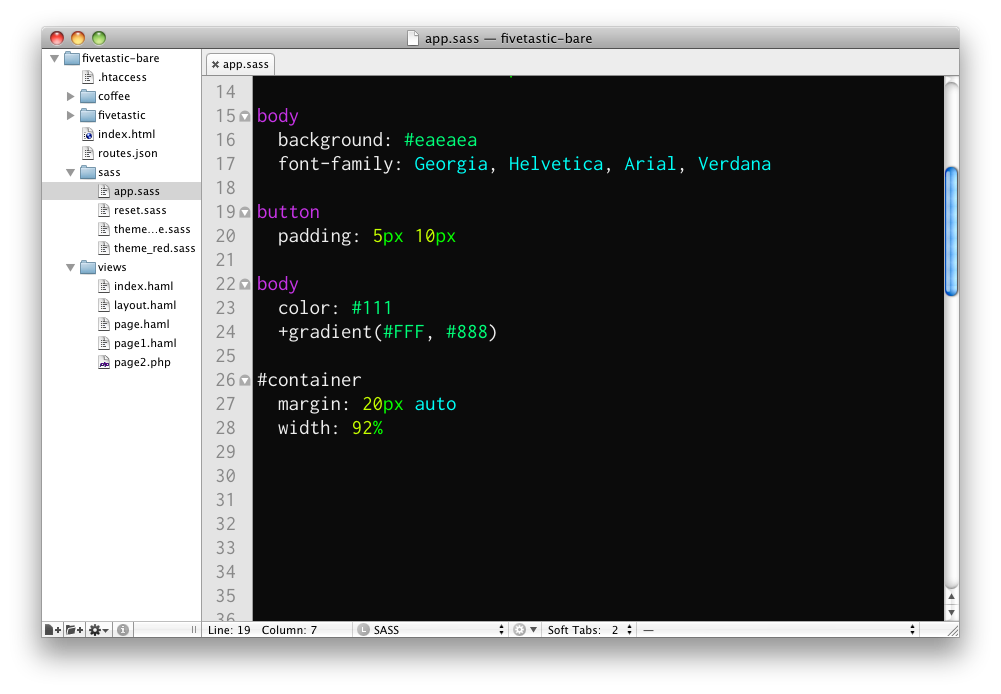 app.sass — fivetastic-bare
fivetastic-bare
.htaccess
coffee
fivetastic
index.html
routes.json
sass
app.sass
reset.sass
theme...e.sass
theme_red.sass
views
index.haml
layout.haml
page.haml
page1.haml
page2.php
app.sass
14
15 body
16 background: #eaeaea
17 font-family: Georgia, Helvetica, Arial, Verdana
18
19 button
20 padding: 5px 10px
21
22 body
23 color: #111
24 +gradient(#FFF, #888)
25
26 #container
27 margin: 20px auto
28 width: 92%
29
30
31
32
33
34
35
36
Line: 19 Column: 7 L SASS Soft Tabs: 2 —